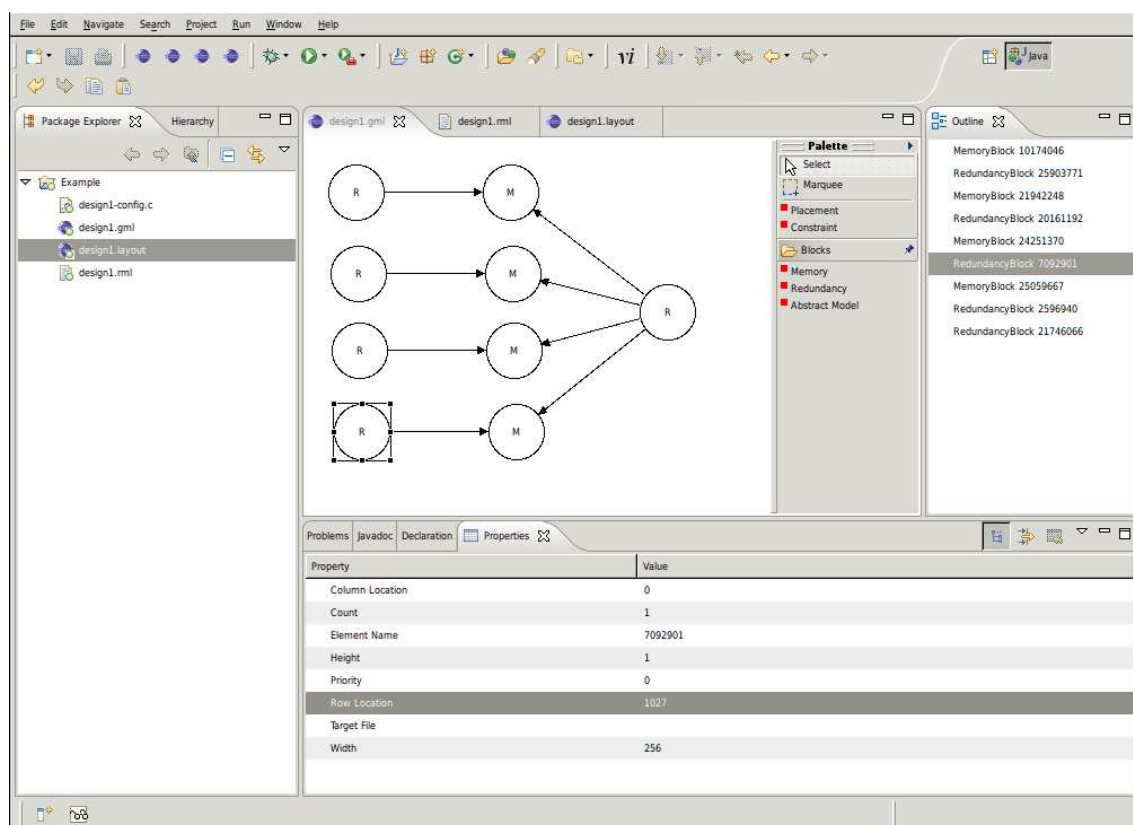 File Edit Navigate Search Project Run Window Help
vi
Java
Package Explorer Hierarchy
Example
design1-config.c
design1.gml
design1.layout
design1.rml
design1.gml design1.rml design1.layout
R M
R M
R
R M
R M
Palette
Select
Marquee
Placement
Constraint
Blocks
Memory
Redundancy
Abstract Model
Outline
MemoryBlock 10174046
RedundancyBlock 25903771
MemoryBlock 21942248
RedundancyBlock 20161192
MemoryBlock 24251370
RedundancyBlock 7092901
MemoryBlock 25059667
RedundancyBlock 2596940
RedundancyBlock 21746066
Problems Javadoc Declaration Properties
Property Value
Column Location 0
Count 1
Element Name 7092901
Height 1
Priority 0
Row Location 1027
Target File
Width 256